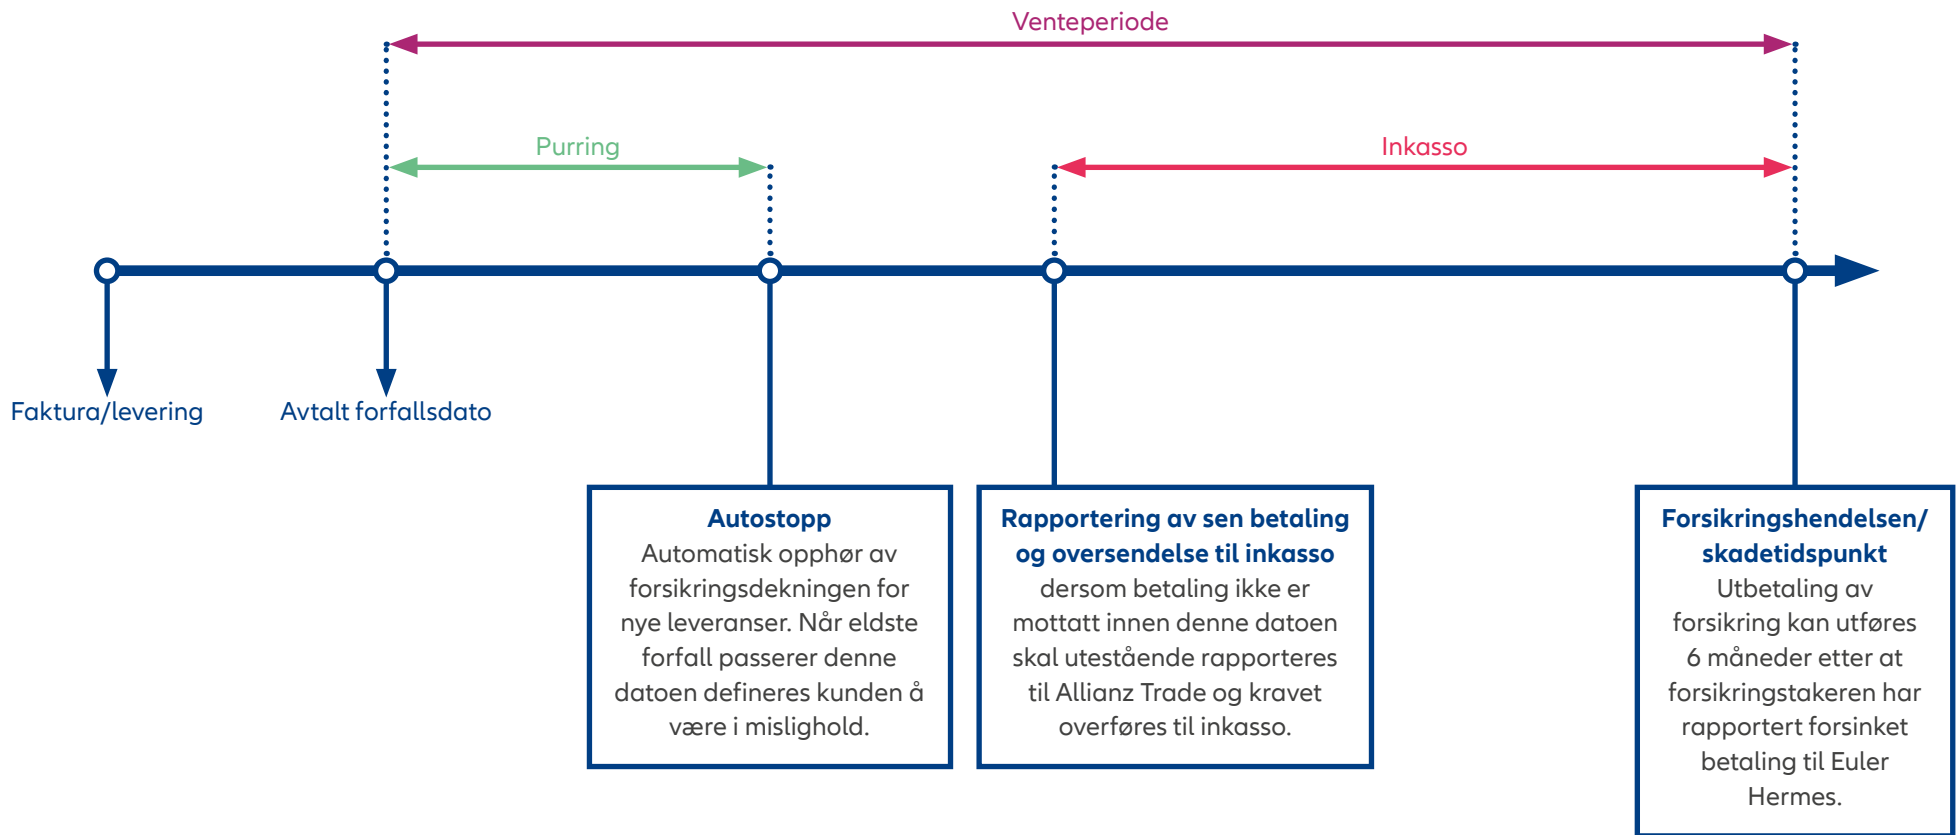 Venteperiode
Purring
Inkasso
Faktura/levering
Avtalt forfallsdato
Autostopp
Automatisk opphør av
forsikringsdekningen for
nye leveranser. Når eldste
forfall passerer denne
datoen defineres kunden å
være i mislighold.
Rapportering av sen betaling
og oversendelse til inkasso
dersom betaling ikke er
mottatt innen denne datoen
skal utestående rapporteres
til Allianz Trade og kravet
overføres til inkasso.
Forsikringshendelsen/
skadetidspunkt
Utbetaling av
forsikring kan utføres
6 måneder etter at
forsikringstakeren har
rapportert forsinket
betaling til Euler
Hermes.